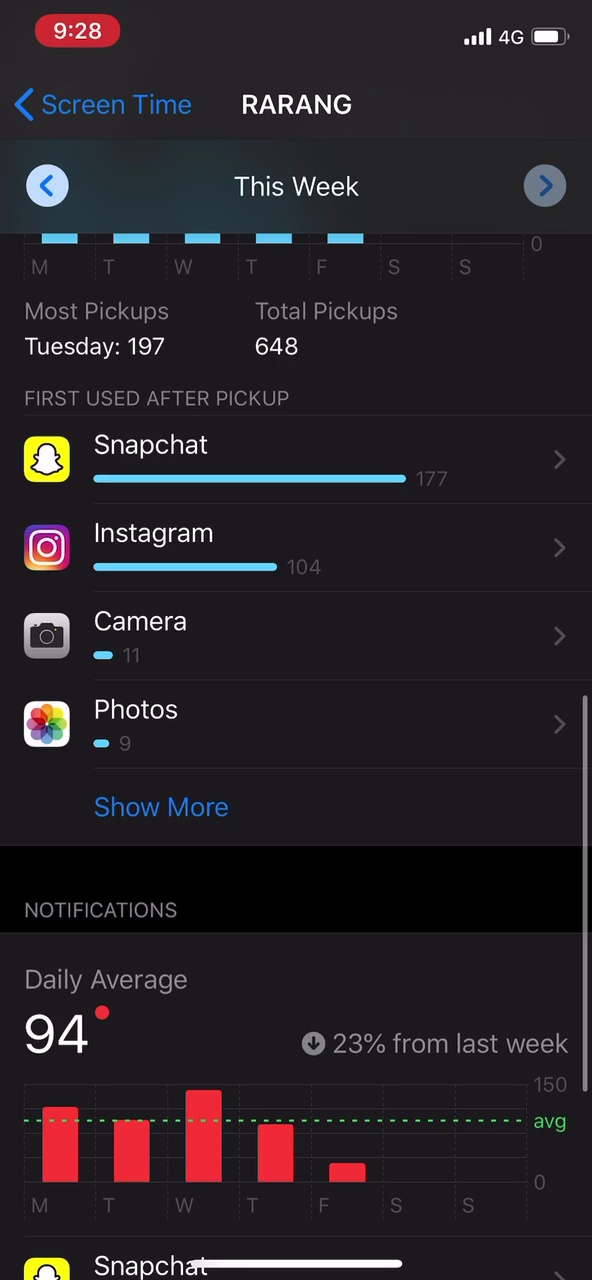 9:28
4G
Screen Time
RARANG
This Week
0
M T W T F S S
Most Pickups Total Pickups
Tuesday: 197 648
FIRST USED AFTER PICKUP
Snapchat
177
Instagram
104
Camera
11
Photos
9
Show More
NOTIFICATIONS
Daily Average
94
23% from last week
150
avg
0
M T W T F S S
Snapchat